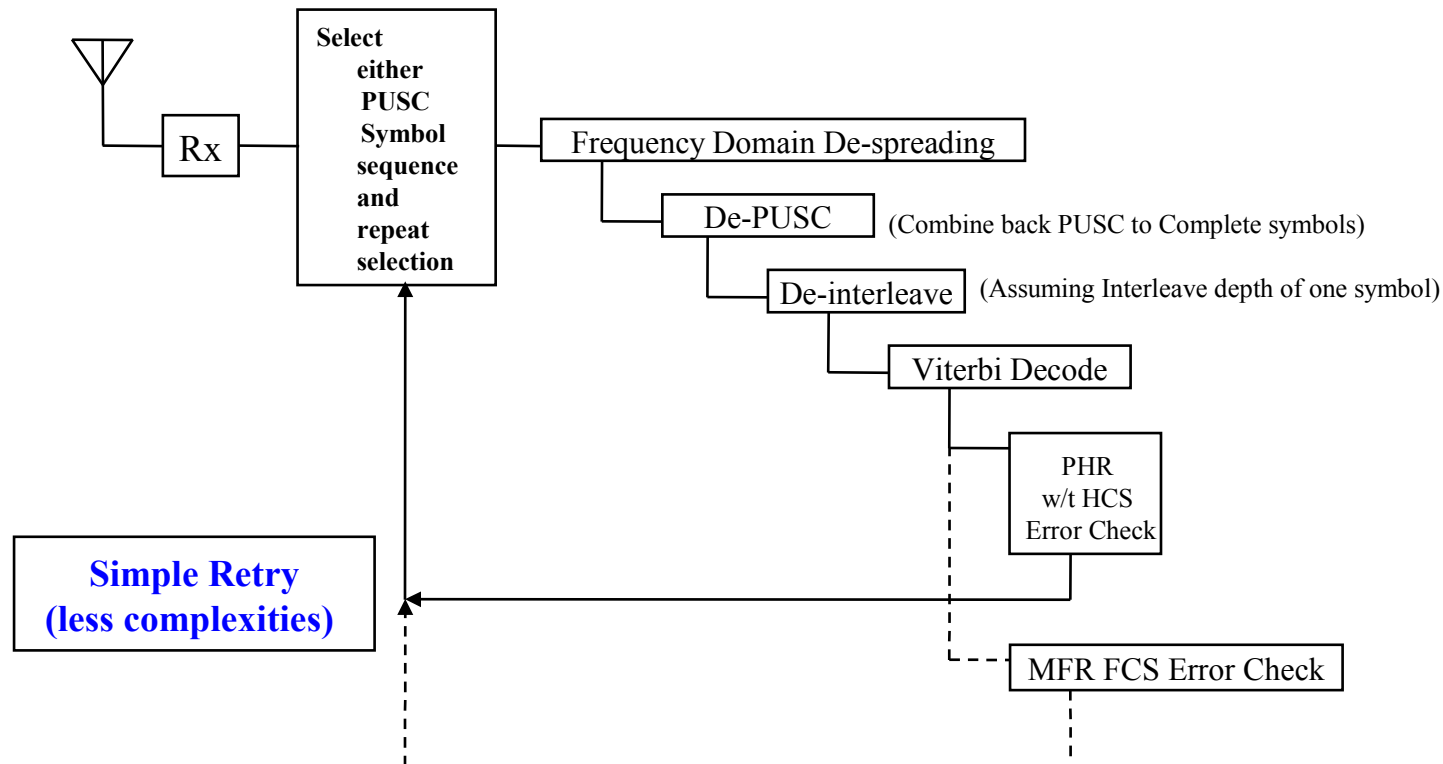 Select
either
PUSC
Symbol
sequence
and
repeat
selection
Rx
Frequency Domain De-spreading
De-PUSC
(Combine back PUSC to Complete symbols)
De-interleave
(Assuming Interleave depth of one symbol)
Viterbi Decode
PHR
w/t HCS
Error Check
Simple Retry
(less complexities)
MFR FCS Error Check